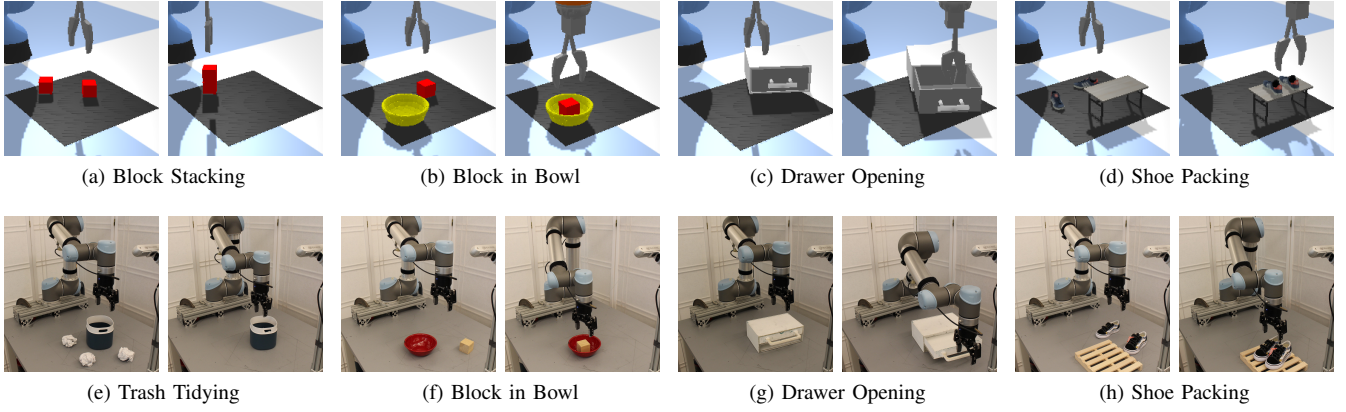 (a) Block Stacking
(b) Block in Bowl
(c) Drawer Opening
(d) Shoe Packing
(e) Trash Tidying
(f) Block in Bowl
(g) Drawer Opening
(h) Shoe Packing